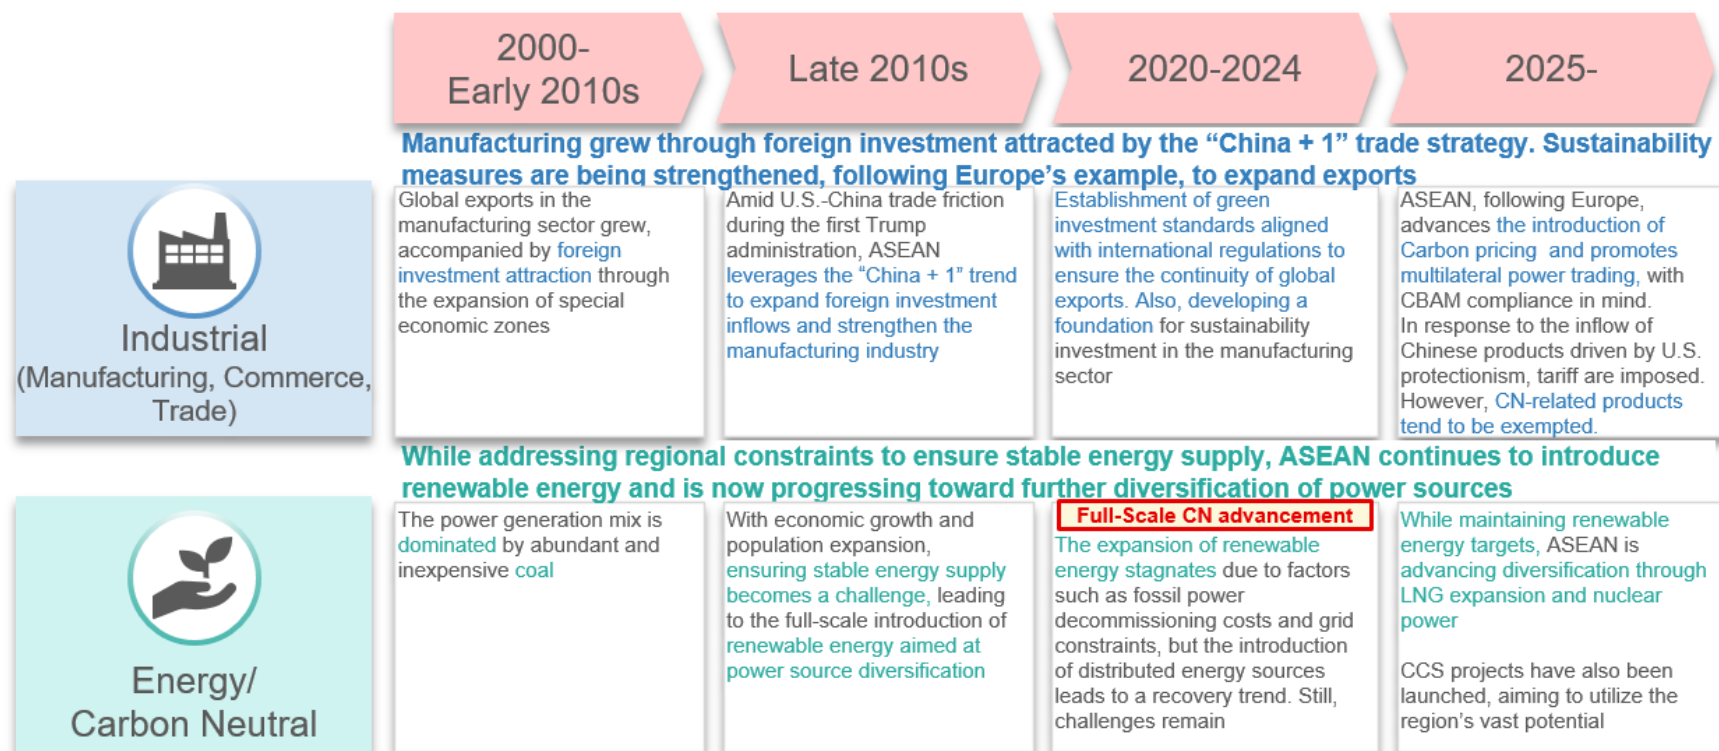 2000-
Early 2010s
Late 2010s
2020-2024
2025-
Manufacturing grew through foreign investment attracted by the “China + 1” trade strategy. Sustainability
measures are being strengthened, following Europe’s example, to expand exports
Industrial
(Manufacturing, Commerce,
Trade)
Global exports in the
manufacturing sector grew,
accompanied by foreign
investment attraction through
the expansion of special
economic zones
Amid U.S.-China trade friction
during the first Trump
administration, ASEAN
leverages the “China + 1” trend
to expand foreign investment
inflows and strengthen the
manufacturing industry
Establishment of green
investment standards aligned
with international regulations to
ensure the continuity of global
exports. Also, developing a
foundation for sustainability
investment in the manufacturing
sector
ASEAN, following Europe,
advances the introduction of
Carbon pricing and promotes
multilateral power trading, with
CBAM compliance in mind.
In response to the inflow of
Chinese products driven by U.S.
protectionism, tariff are imposed.
However, CN-related products
tend to be exempted.
While addressing regional constraints to ensure stable energy supply, ASEAN continues to introduce
renewable energy and is now progressing toward further diversification of power sources
Energy/
Carbon Neutral
The power generation mix is
dominated by abundant and
inexpensive coal
With economic growth and
population expansion,
ensuring stable energy supply
becomes a challenge, leading
to the full-scale introduction of
renewable energy aimed at
power source diversification
Full-Scale CN advancement
The expansion of renewable
energy stagnates due to factors
such as fossil power
decommissioning costs and grid
constraints, but the introduction
of distributed energy sources
leads to a recovery trend. Still,
challenges remain
While maintaining renewable
energy targets, ASEAN is
advancing diversification through
LNG expansion and nuclear
power
CCS projects have also been
launched, aiming to utilize the
region’s vast potential